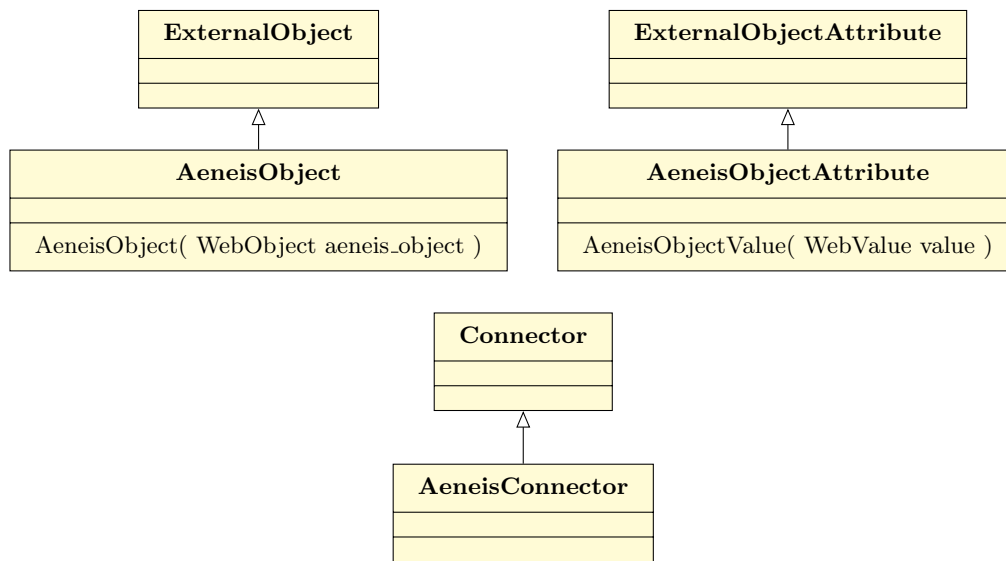 ExternalObject
ExternalObjectAttribute
AeneisObject
AeneisObject( WebObject aeneis_object )
AeneisObjectAttribute
AeneisObjectValue( WebValue value )
Connector
AeneisConnector